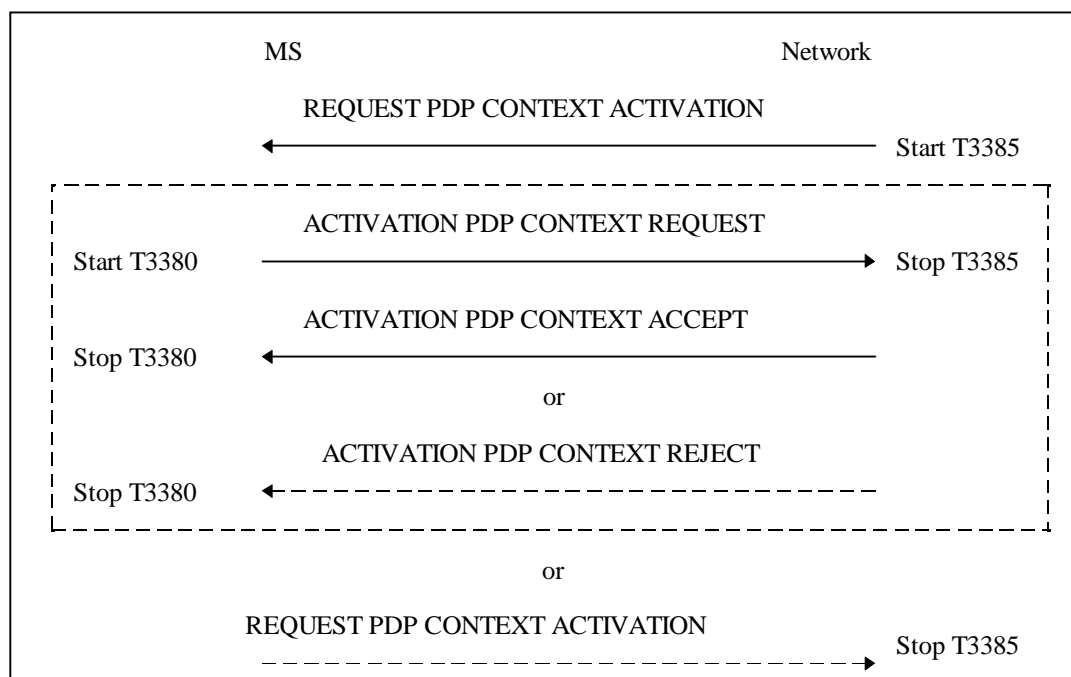 MS Network
REQUEST PDP CONTEXT ACTIVATION
Start T3385
ACTIVATION PDP CONTEXT REQUEST
Start T3380 Stop T3385
ACTIVATION PDP CONTEXT ACCEPT
Stop T3380
or
ACTIVATION PDP CONTEXT REJECT
Stop T3380
or
REQUEST PDP CONTEXT ACTIVATION
Stop T3385